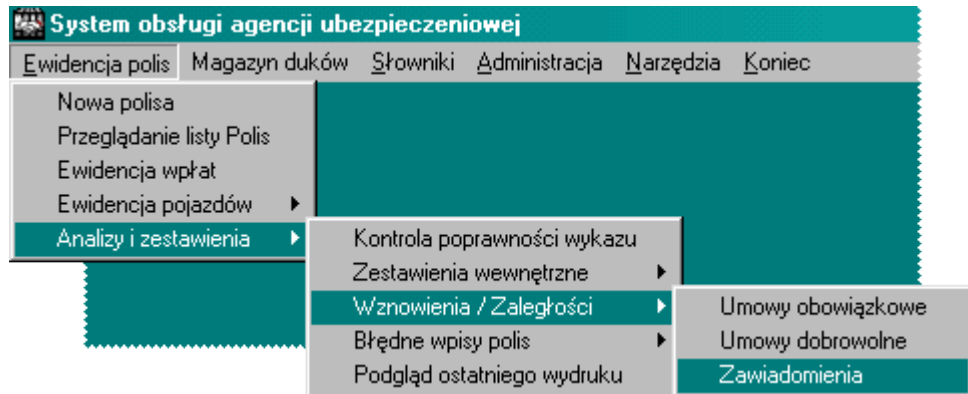 System obsługi agencji ubezpieczeniowej
Ewidencja polis Magazyn duków Słowniki Administracja Narzędzia Koniec
Nowa polisa
Przeglądanie listy Polis
Ewidencja wpłat
Ewidencja pojazdów
Analizy i zestawienia
Kontrola poprawności wykazu
Zestawienia wewnętrzne
Wznowienia / Zaległości
Błędne wpisy polis
Podgląd ostatniego wydruku
Umowy obowiązkowe
Umowy dobrowolne
Zawiadomienia